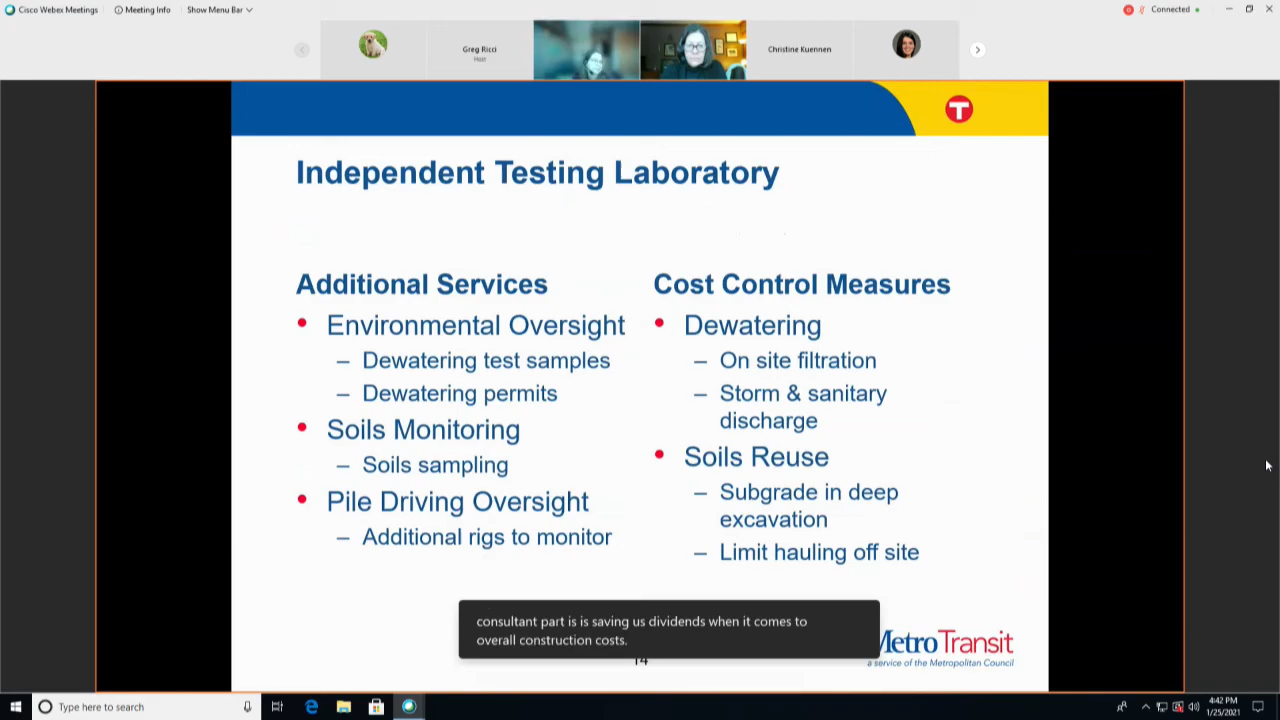 Cisco Webex Meetings
Meeting Info
Show Menu Bar
Connected
Greg Ricci
Host
Christine Kuennen
T
Independent Testing Laboratory
Additional Services
• Environmental Oversight
– Dewatering test samples
– Dewatering permits
• Soils Monitoring
– Soils sampling
• Pile Driving Oversight
– Additional rigs to monitor
Cost Control Measures
• Dewatering
– On site filtration
– Storm & sanitary
discharge
• Soils Reuse
– Subgrade in deep
excavation
– Limit hauling off site
consultant part is is saving us dividends when it comes to
overall construction costs.
14
MetroTransit
a service of the Metropolitan Council
Type here to search
4:42 PM
1/25/2021